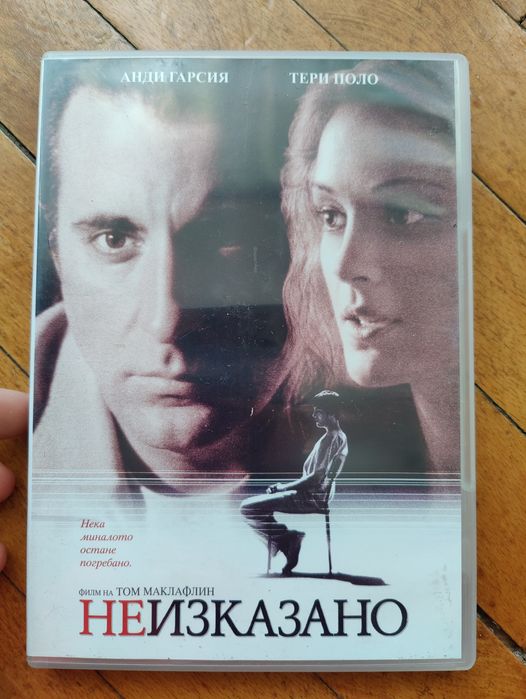 АНДИ ГАРСИЯ ТЕРИ ПОЛО
Нека
миналото
остане
погребано.
ФИЛМ НА ТОМ МАКЛАФЛИН
НЕИЗКАЗАНО